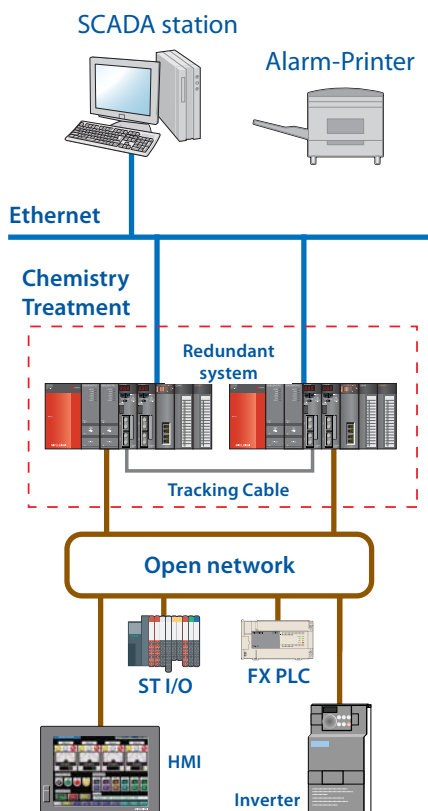 SCADA station
Alarm-Printer
Ethernet
Chemistry
Treatment
Redundant
system
Tracking Cable
Open network
ST I/O
FX PLC
HMI
Inverter